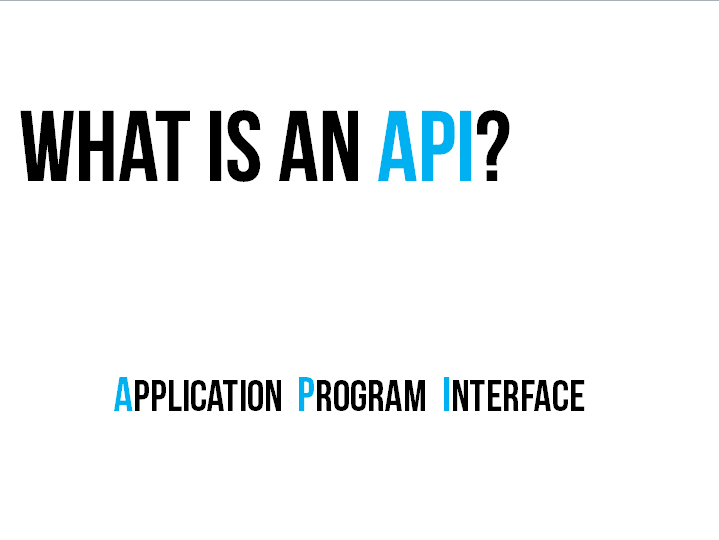 WHAT IS AN API?
APPLICATION PROGRAM INTERFACE